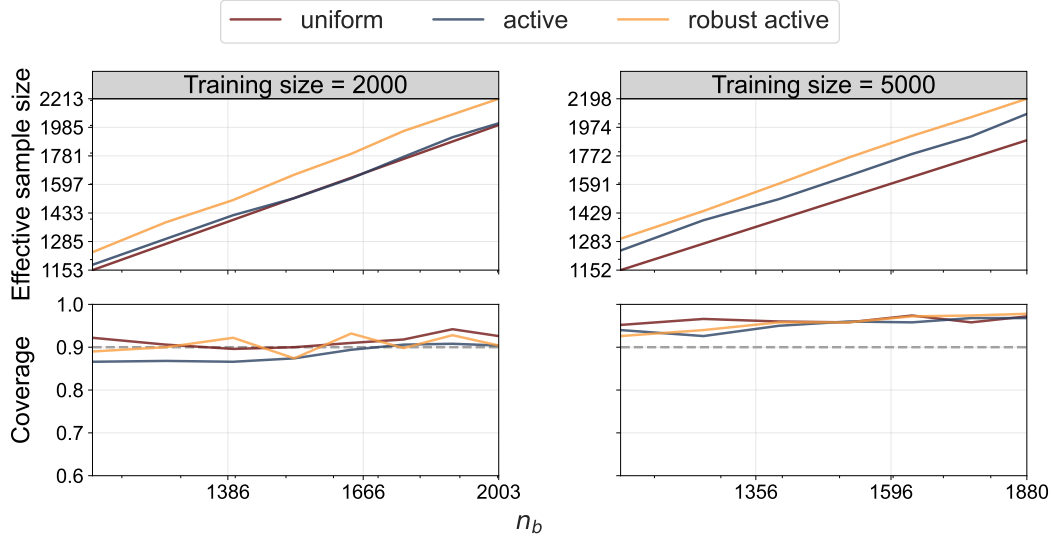 uniform active robust active
Training size = 2000
Training size = 5000
Effective sample size
2213
1985
1781
1597
1433
1285
1153
2198
1974
1772
1591
1429
1283
1152
Coverage
1.0
0.9
0.8
0.7
0.6
1386 1666 2003
1356 1596 1880
n_b